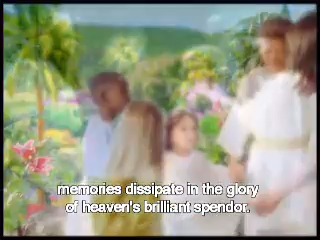 memories dissipate in the glory
of heaven's brilliant spendor.